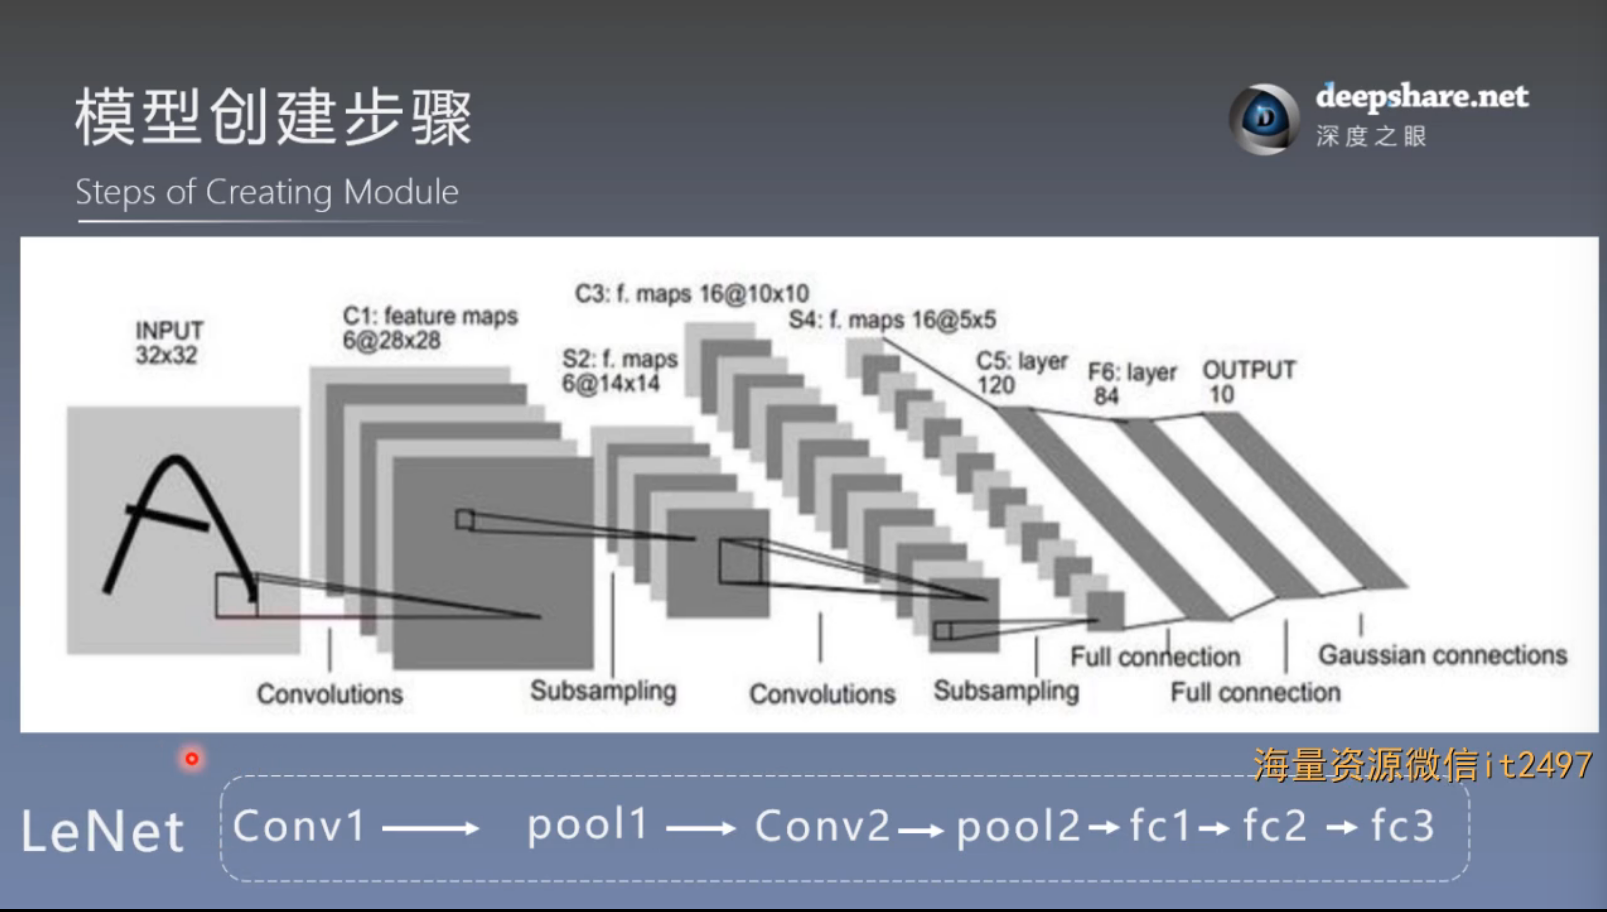 模型创建步骤
Steps of Creating Module
deepshare.net
深度之眼
INPUT
32x32
C1: feature maps
6@28x28
S2: f. maps
6@14x14
C3: f. maps 16@10x10
S4: f. maps 16@5x5
C5: layer
120
F6: layer
84
OUTPUT
10
Convolutions
Subsampling
Convolutions
Subsampling
Full connection
Full connection
Gaussian connections
海量资源微信it2497
LeNet
Conv1 → pool1 → Conv2 → pool2 → fc1 → fc2 → fc3